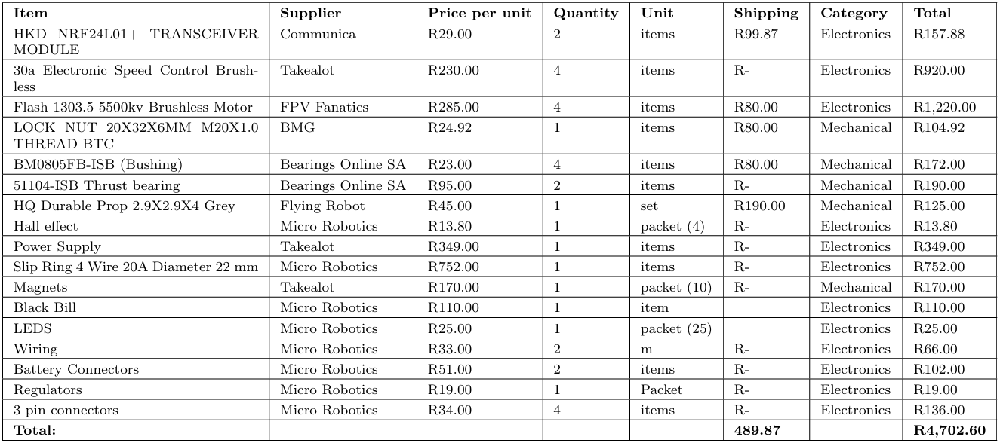 Item Supplier Price per unit Quantity Unit Shipping Category Total
HKD NRF24L01+ TRANSCEIVER Communica R29.00 2 items R99.87 Electronics R157.88
MODULE
30a Electronic Speed Control Brush- Takealot R230.00 4 items R- Electronics R920.00
less
Flash 1303.5 5500kv Brushless Motor FPV Fanatics R285.00 4 items R80.00 Electronics R1,220.00
LOCK NUT 20X32X6MM M20X1.0 BMG R24.92 1 items R80.00 Mechanical R104.92
THREAD BTC
BM0805FB-ISB (Bushing) Bearings Online SA R23.00 4 items R80.00 Mechanical R172.00
51104-ISB Thrust bearing Bearings Online SA R95.00 2 items R- Mechanical R190.00
HQ Durable Prop 2.9X2.9X4 Grey Flying Robot R45.00 1 set R190.00 Mechanical R125.00
Hall effect Micro Robotics R13.80 1 packet (4) R- Electronics R13.80
Power Supply Takealot R349.00 1 items R- Electronics R349.00
Slip Ring 4 Wire 20A Diameter 22 mm Micro Robotics R752.00 1 items R- Electronics R752.00
Magnets Takealot R170.00 1 packet (10) R- Mechanical R170.00
Black Bill Micro Robotics R110.00 1 item Electronics R110.00
LEDS Micro Robotics R25.00 1 packet (25) Electronics R25.00
Wiring Micro Robotics R33.00 2 m R- Electronics R66.00
Battery Connectors Micro Robotics R51.00 2 items R- Electronics R102.00
Regulators Micro Robotics R19.00 1 Packet R- Electronics R19.00
3 pin connectors Micro Robotics R34.00 4 items R- Electronics R136.00
Total: 489.87 R4,702.60